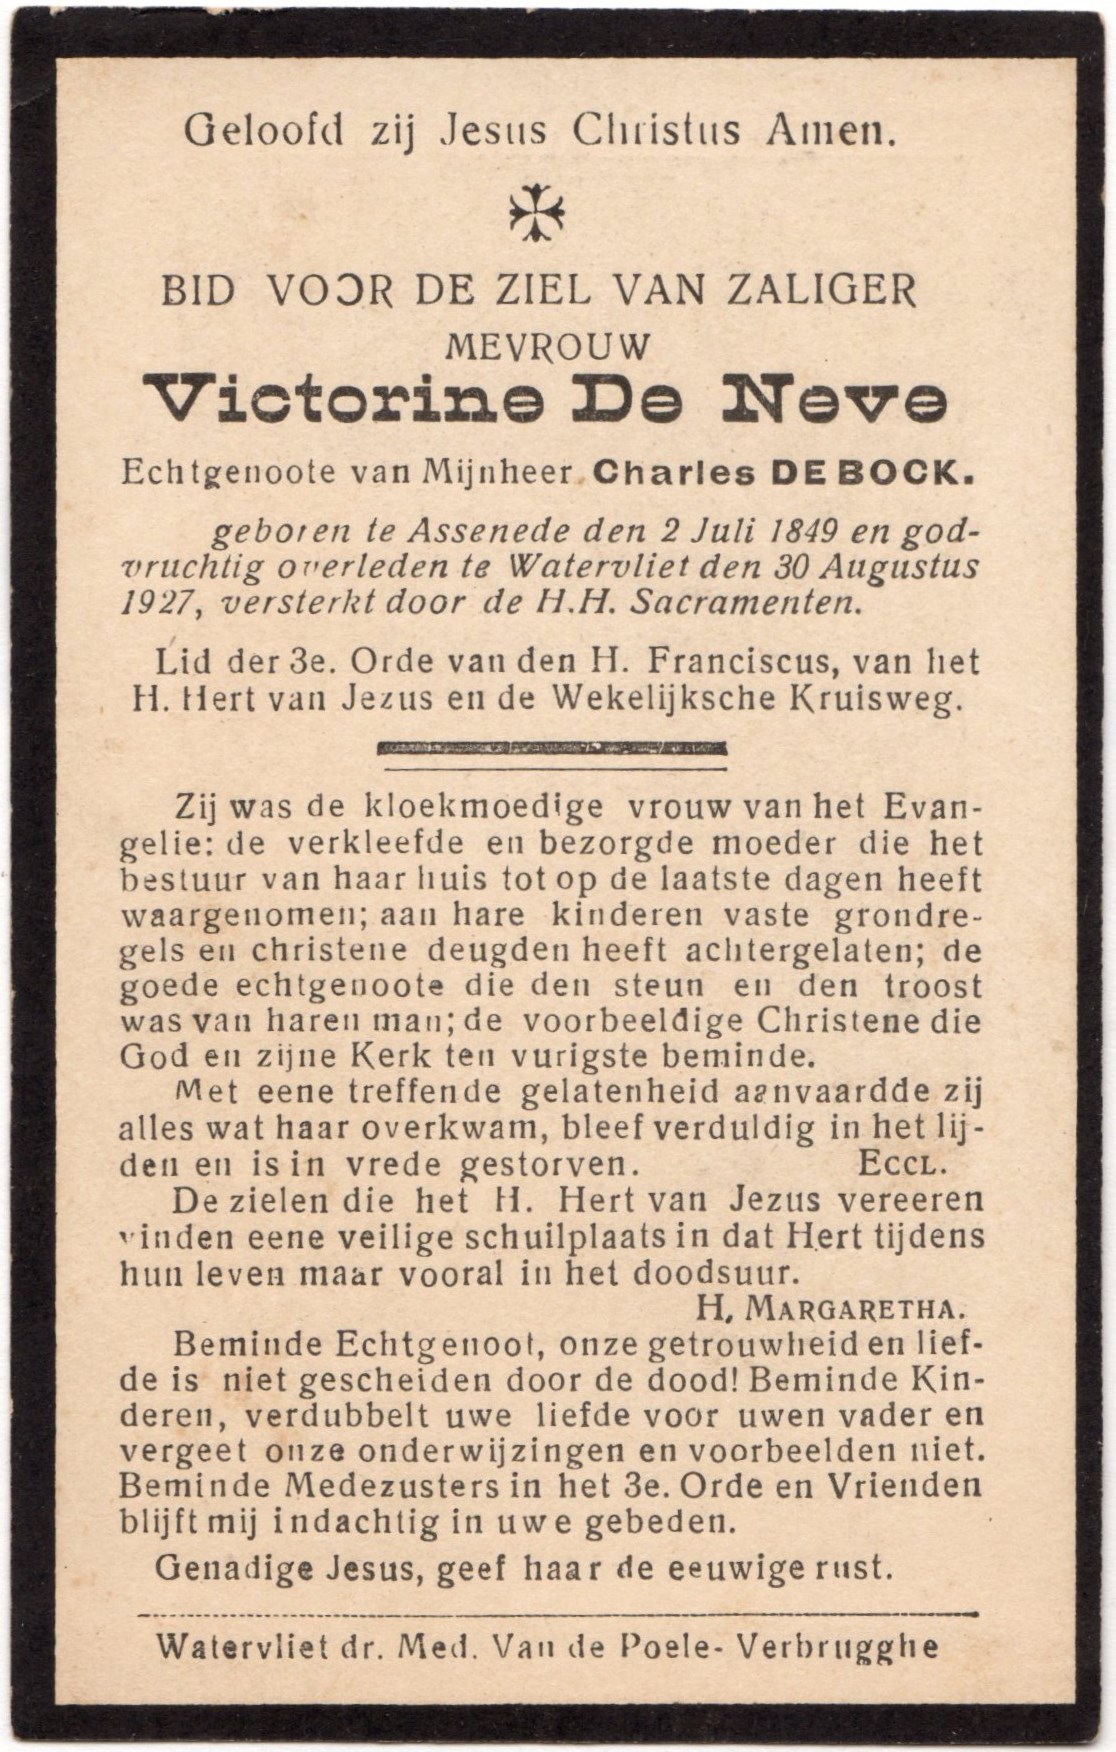 Geloofd zij Jesus Christus Amen.
BID VOOR DE ZIEL VAN ZALIGER
MEVROUW
Victorine De Neve
Echtgenoote van Mijnheer Charles DE BOCK.
geboren te Assenede den 2 Juli 1849 en god-
vruchtig overleden te Watervliet den 30 Augustus
1927, versterkt door de H.H. Sacramenten.
Lid der 3e. Orde van den H. Franciscus, van het
H. Hert van Jezus en de Wekelijksche Kruisweg.
Zij was de kloekmoedige vrouw van het Evan-
gelie: de verkleefde en bezorgde moeder die het
bestuur van haar huis tot op de laatste dagen heeft
waargenomen; aan hare kinderen vaste grondre-
gels en christene deugden heeft achtergelaten; de
goede echtgenoote die den steun en den troost
was van haren man; de voorbeeldige Christene die
God en zijne Kerk ten vurigste beminde.
Met eene treffende gelatenheid aanvaardde zij
alles wat haar overkwam, bleef verduldig in het lij-
den en is in vrede gestorven. ECCL.
De zielen die het H. Hert van Jezus vereeren
vinden eene veilige schuilplaats in dat Hert tijdens
hun leven maar vooral in het doodsuur.
H, MARGARETHA.
Beminde Echtgenoot, onze getrouwheid en lief-
de is niet gescheiden door de dood! Beminde Kin-
deren, verdubbelt uwe liefde voor uwen vader en
vergeet onze onderwijzingen en voorbeelden niet.
Beminde Medezusters in het 3e. Orde en Vrienden
blijft mij indachtig in uwe gebeden.
Genadige Jesus, geef haar de eeuwige rust.
Watervliet dr. Med. Van de Poele- Verbrugghe